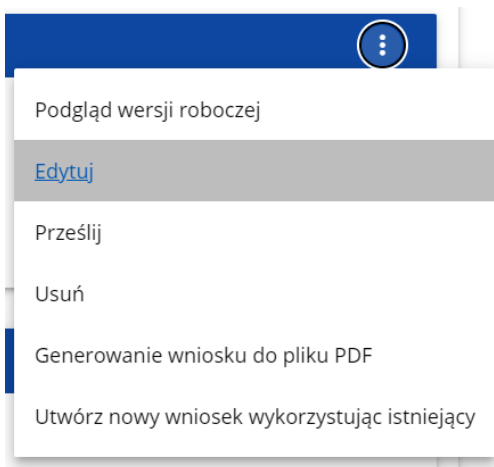 Podgląd wersji roboczej
Edytuj
Prześlij
Usuń
Generowanie wniosku do pliku PDF
Utwórz nowy wniosek wykorzystując istniejący